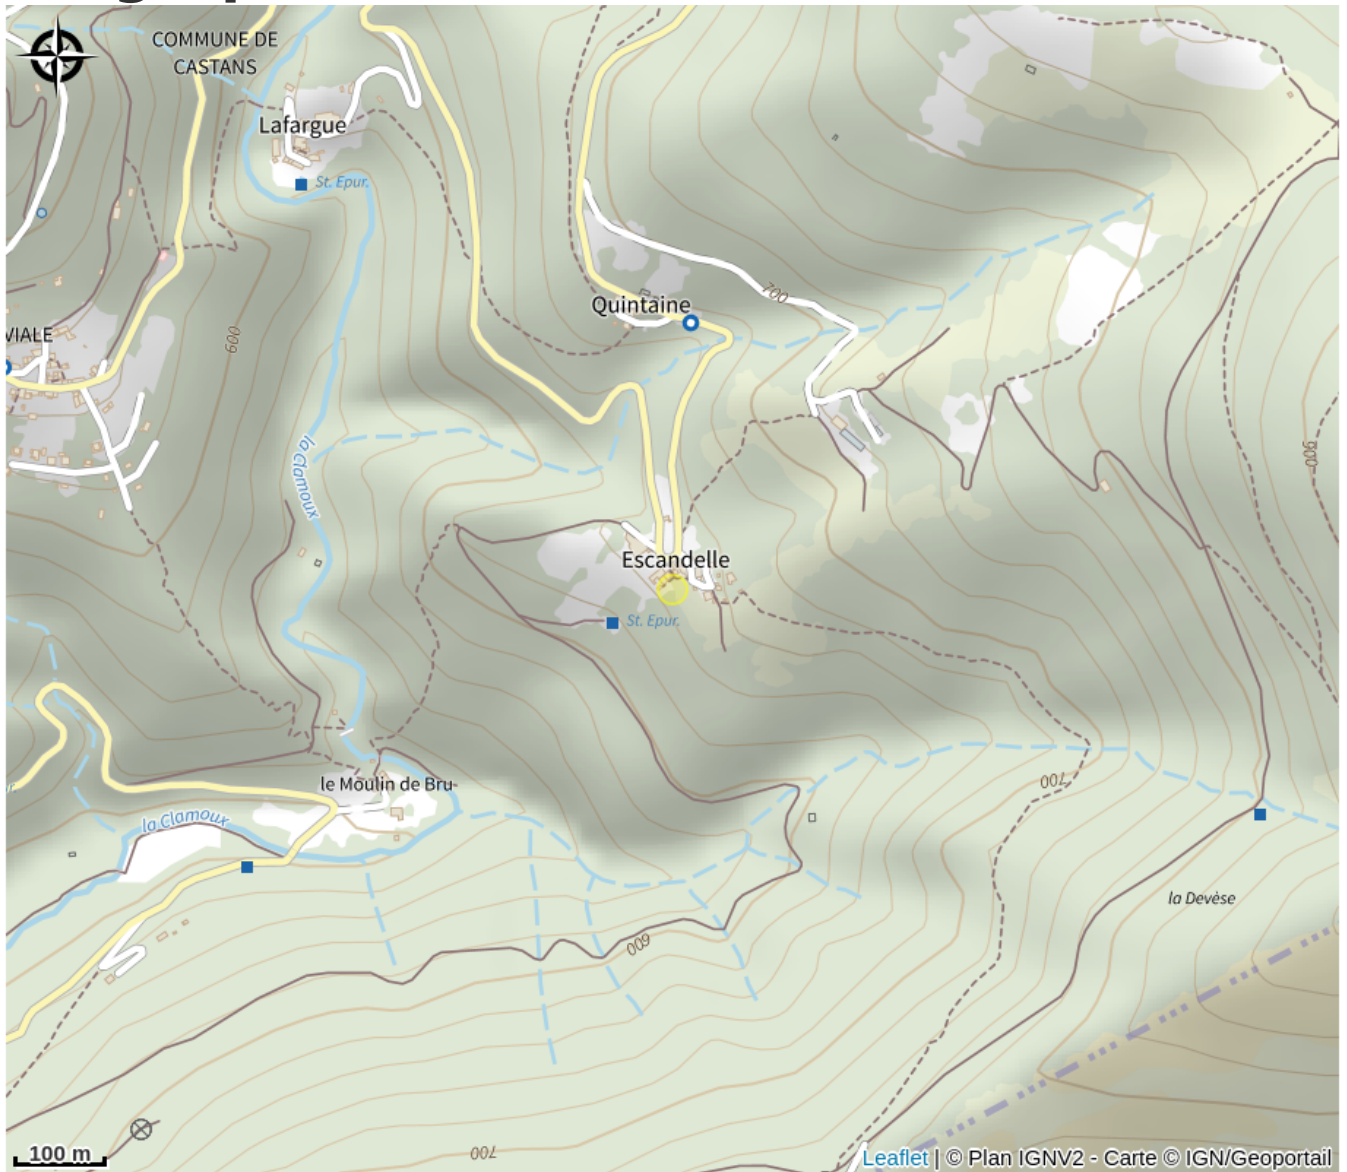 COMMUNE DE
CASTANS
Lafargue
St. Epur.
Quintaine
700
VIALE
600
900
la Clamoux
Escandelle
St. Epur.
le Moulin de Bru
700
la Clamoux
la Devèse
600
700
100 m
Leaflet | © Plan IGNV2 - Carte © IGN/Geoportail